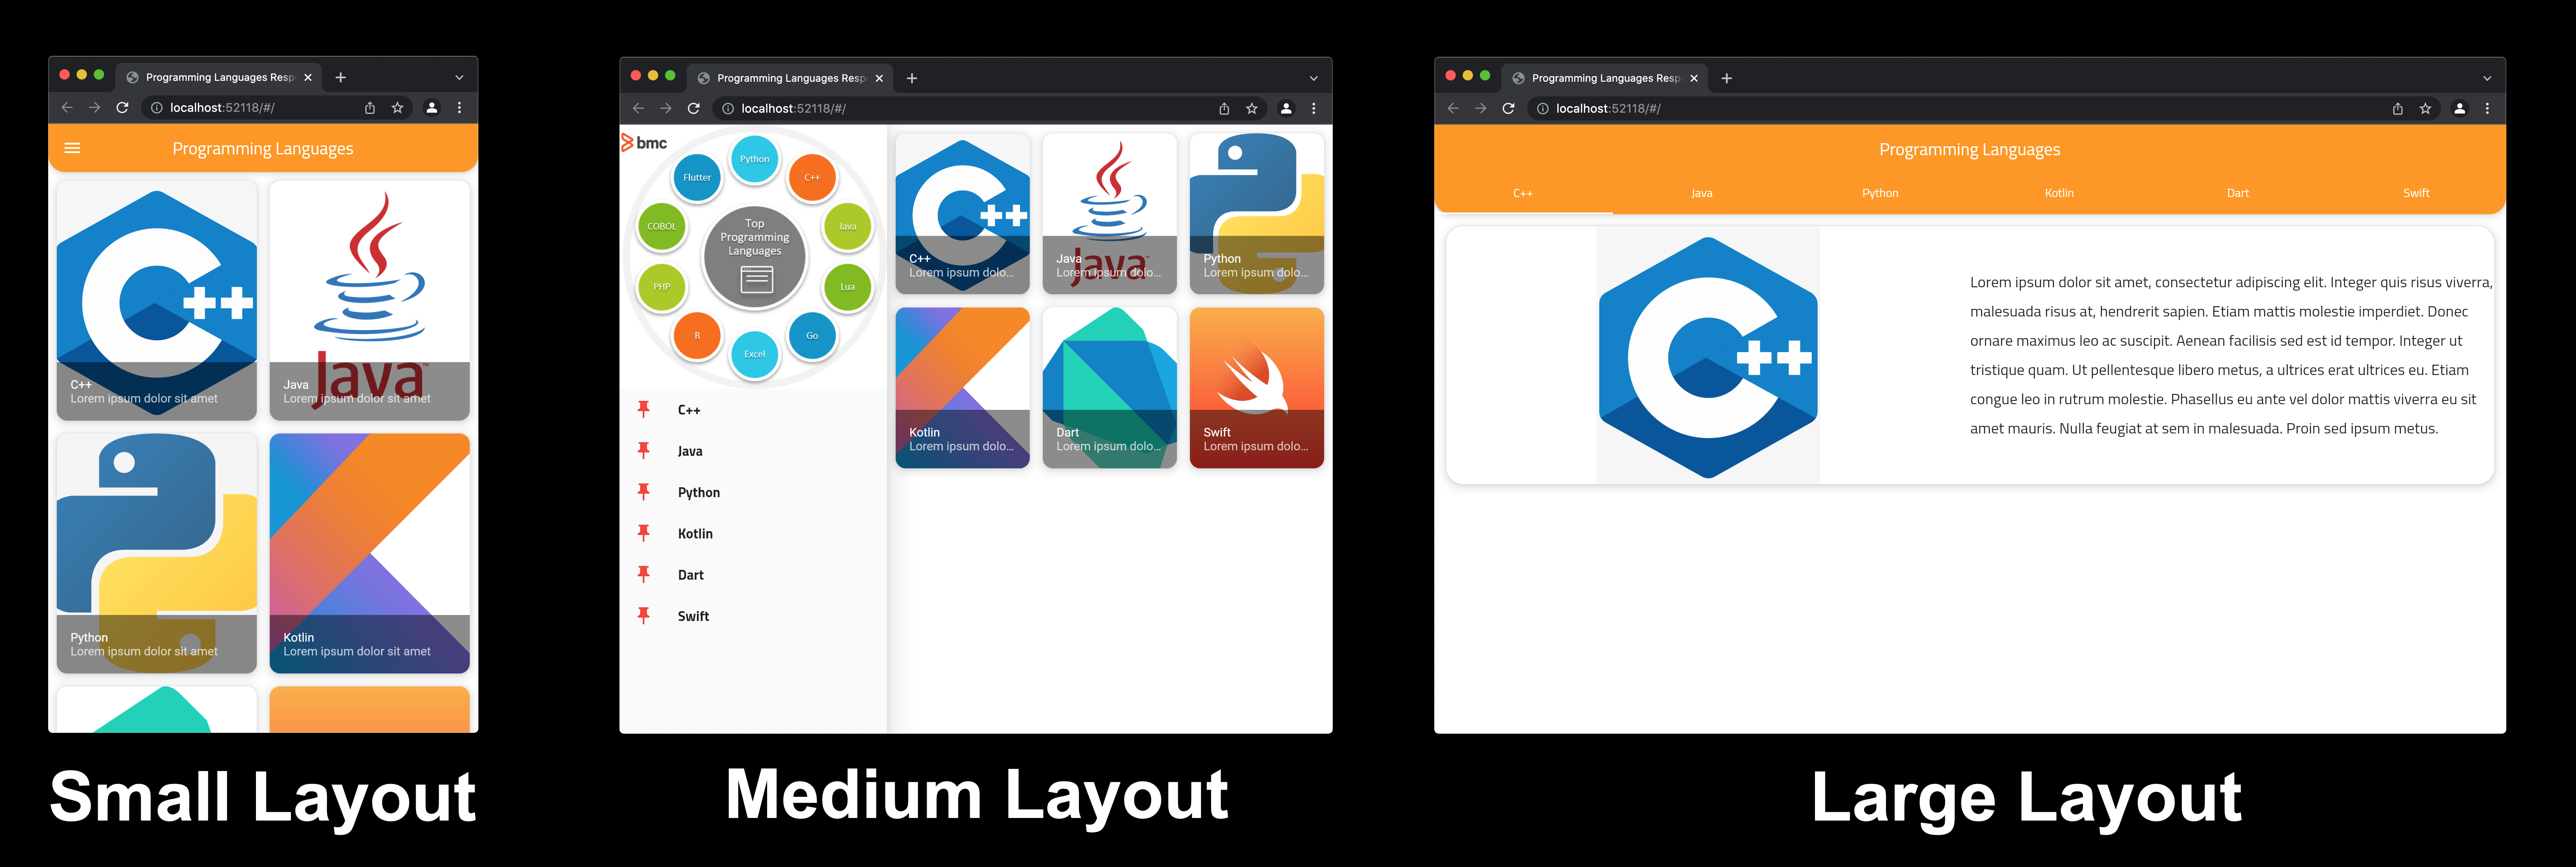 Programming Languages Resp
localhost:52118/#/
Programming Languages
C++
C++
Lorem ipsum dolor sit amet
Java
Java
Lorem ipsum dolor sit amet
Python
Lorem ipsum dolor sit amet
Kotlin
Lorem ipsum dolor sit amet
Small Layout
Programming Languages Resp
localhost:52118/#/
bmc
Python
Flutter
C++
COBOL
Top
Programming
Languages
Java
PHP
Lua
R
Go
Excel
C++
Java
Python
Kotlin
Dart
Swift
C++
C++
Lorem ipsum dolo...
Java
Java
Lorem ipsum dolo...
Python
Lorem ipsum dolo...
Kotlin
Lorem ipsum dolo...
Dart
Lorem ipsum dolo...
Swift
Lorem ipsum dolo...
Medium Layout
Programming Languages Resp
localhost:52118/#/
Programming Languages
C++ Java Python Kotlin Dart Swift
C++
Lorem ipsum dolor sit amet, consectetur adipiscing elit. Integer quis risus viverra,
malesuada risus at, hendrerit sapien. Etiam mattis molestie imperdiet. Donec
ornare maximus leo ac suscipit. Aenean facilisis sed est id tempor. Integer ut
tristique quam. Ut pellentesque libero metus, a ultrices erat ultrices eu. Etiam
congue leo in rutrum molestie. Phasellus eu ante vel dolor mattis viverra eu sit
amet mauris. Nulla feugiat at sem in malesuada. Proin sed ipsum metus.
Large Layout